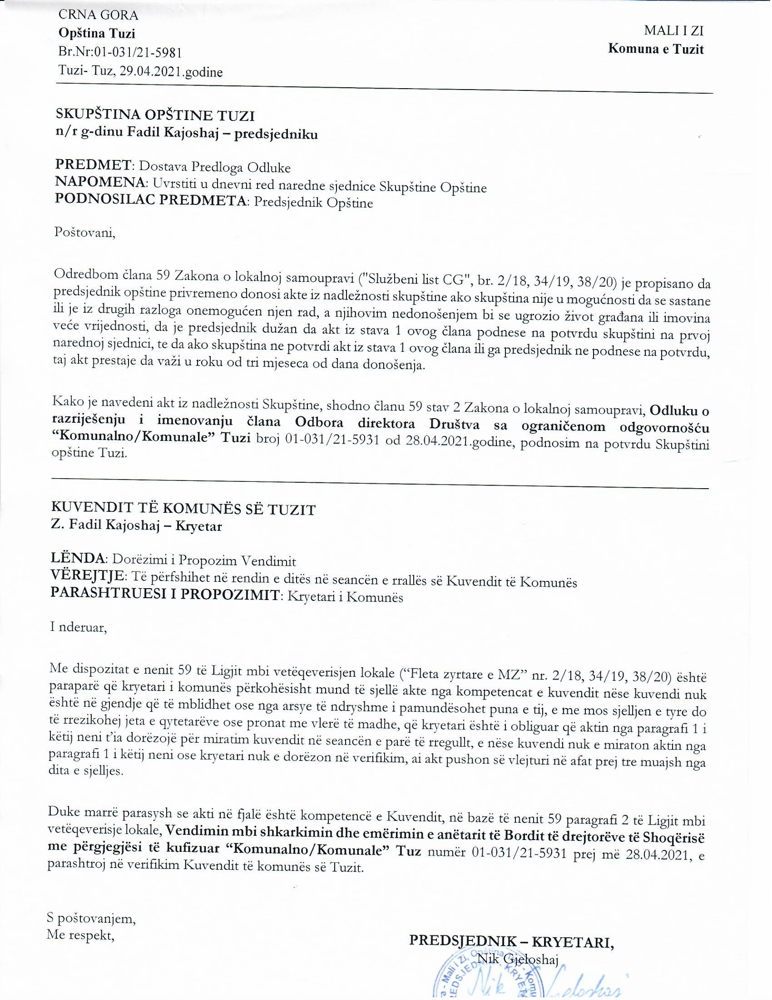 CRNA GORA
Opština Tuzi
Br.Nr:01-031/21-5981
Tuzi- Tuz, 29.04.2021.godine
MALI I ZI
Komuna e Tuzit
SKUPŠTINA OPŠTINE TUZI
n/r g-dinu Fadil Kajoshaj – predsjedniku
PREDMET: Dostava Predloga Odluke
NAPOMENA: Uvrstiti u dnevni red naredne sjednice Skupštine Opštine
PODNOSILAC PREDMETA: Predsjednik Opštine
Poštovani,
Odredbom člana 59 Zakona o lokalnoj samoupravi ("Službeni list CG", br. 2/18, 34/19, 38/20) je propisano da
predsjednik opštine privremeno donosi akte iz nadležnosti skupštine ako skupština nije u mogućnosti da se sastane
ili je iz drugih razloga onemogućen njen rad, a njihovim nedonošenjem bi se ugrozio život građana ili imovina
veće vrijednosti, da je predsjednik dužan da akt iz stava 1 ovog člana podnese na potvrdu skupštini na prvoj
narednoj sjednici, te da ako skupština ne potvrdi akt iz stava 1 ovog člana ili ga predsjednik ne podnese na potvrdu,
taj akt prestaje da važi u roku od tri mjeseca od dana donošenja.
Kako je navedeni akt iz nadležnosti Skupštine, shodno članu 59 stav 2 Zakona o lokalnoj samoupravi, Odluku o
razriješenju i imenovanju člana Odbora direktora Društva sa ograničenom odgovornošću
“Komunalno/Komunale” Tuzi broj 01-031/21-5931 od 28.04.2021.godine, podnosim na potvrdu Skupštini
opštine Tuzi.
KUVENDIT TË KOMUNËS SË TUZIT
Z. Fadil Kajoshaj – Kryetar
LËNDA: Dorëzimi i Propozim Vendimit
VËREJTJE: Të përfshihet në rendin e ditës në seancën e rrallës së Kuvendit të Komunës
PARASHTRUESI I PROPOZIMIT: Kryetari i Komunës
I nderuar,
Me dispozitat e nenit 59 të Ligjit mbi vetëqeverisjen lokale (“Fleta zyrtare e MZ” nr. 2/18, 34/19, 38/20) është
paraparë që kryetari i komunës përkohësisht mund të sjellë akte nga kompetencat e kuvendit nëse kuvendi nuk
është në gjendje që të mblidhet ose nga arsye të ndryshme i pamundësohet puna e tij, e me mos sjelljen e tyre do
të rrezikohej jeta e qytetarëve ose pronat me vlerë të madhe, që kryetari është i obliguar që aktin nga paragrafi 1 i
këtij neni t’ia dorëzojë për miratim kuvendit në seancën e parë të rregullt, e nëse kuvendi nuk e miraton aktin nga
paragrafi 1 i këtij neni ose kryetari nuk e dorëzon në verifikim, ai akt pushon së vlejturi në afat prej tre muajsh nga
dita e sjelljes.
Duke marrë parasysh se akti në fjalë është kompetencë e Kuvendit, në bazë të nenit 59 paragrafi 2 të Ligjit mbi
vetëqeverisje lokale, Vendimin mbi shkarkimin dhe emërimin e anëtarit të Bordit të drejtorëve të Shoqërisë
me përgjegjësi të kufizuar “Komunalno/Komunale” Tuz numër 01-031/21-5931 prej më 28.04.2021, e
parashtroj në verifikim Kuvendit të komunës së Tuzit.
S poštovanjem,
Me respekt,
PREDSJEDNIK – KRYETARI,
Nik Gjeloshaj
Mali i Zi, Opština
KRYET
Nik